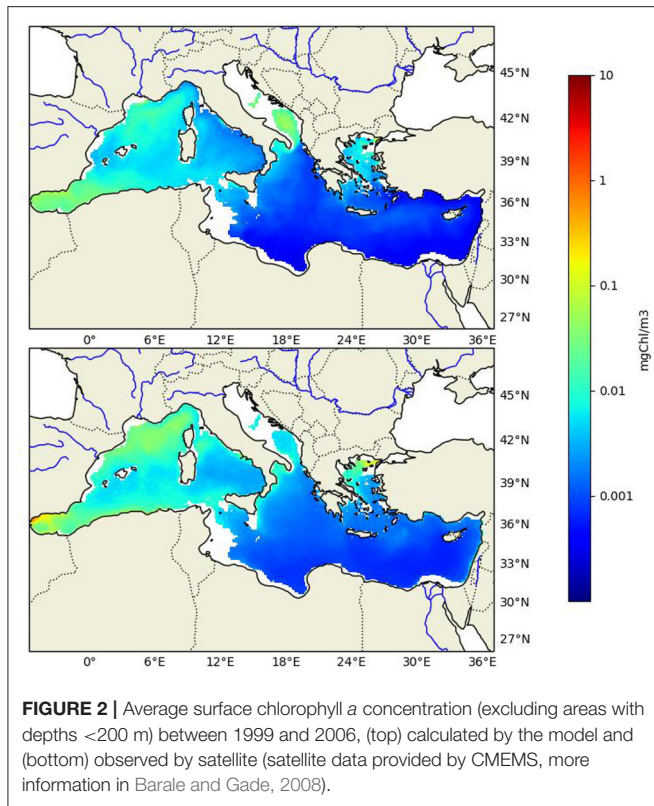 45°N
42°N
39°N
36°N
33°N
30°N
27°N
0°
6°E
12°E
18°E
24°E
30°E
36°E
45°N
42°N
39°N
36°N
33°N
30°N
27°N
0°
6°E
12°E
18°E
24°E
30°E
36°E
10
1
0.1
0.01
0.001
mgChl/m3
FIGURE 2 | Average surface chlorophyll a concentration (excluding areas with
depths <200 m) between 1999 and 2006, (top) calculated by the model and
(bottom) observed by satellite (satellite data provided by CMEMS, more
information in Barale and Gade, 2008).